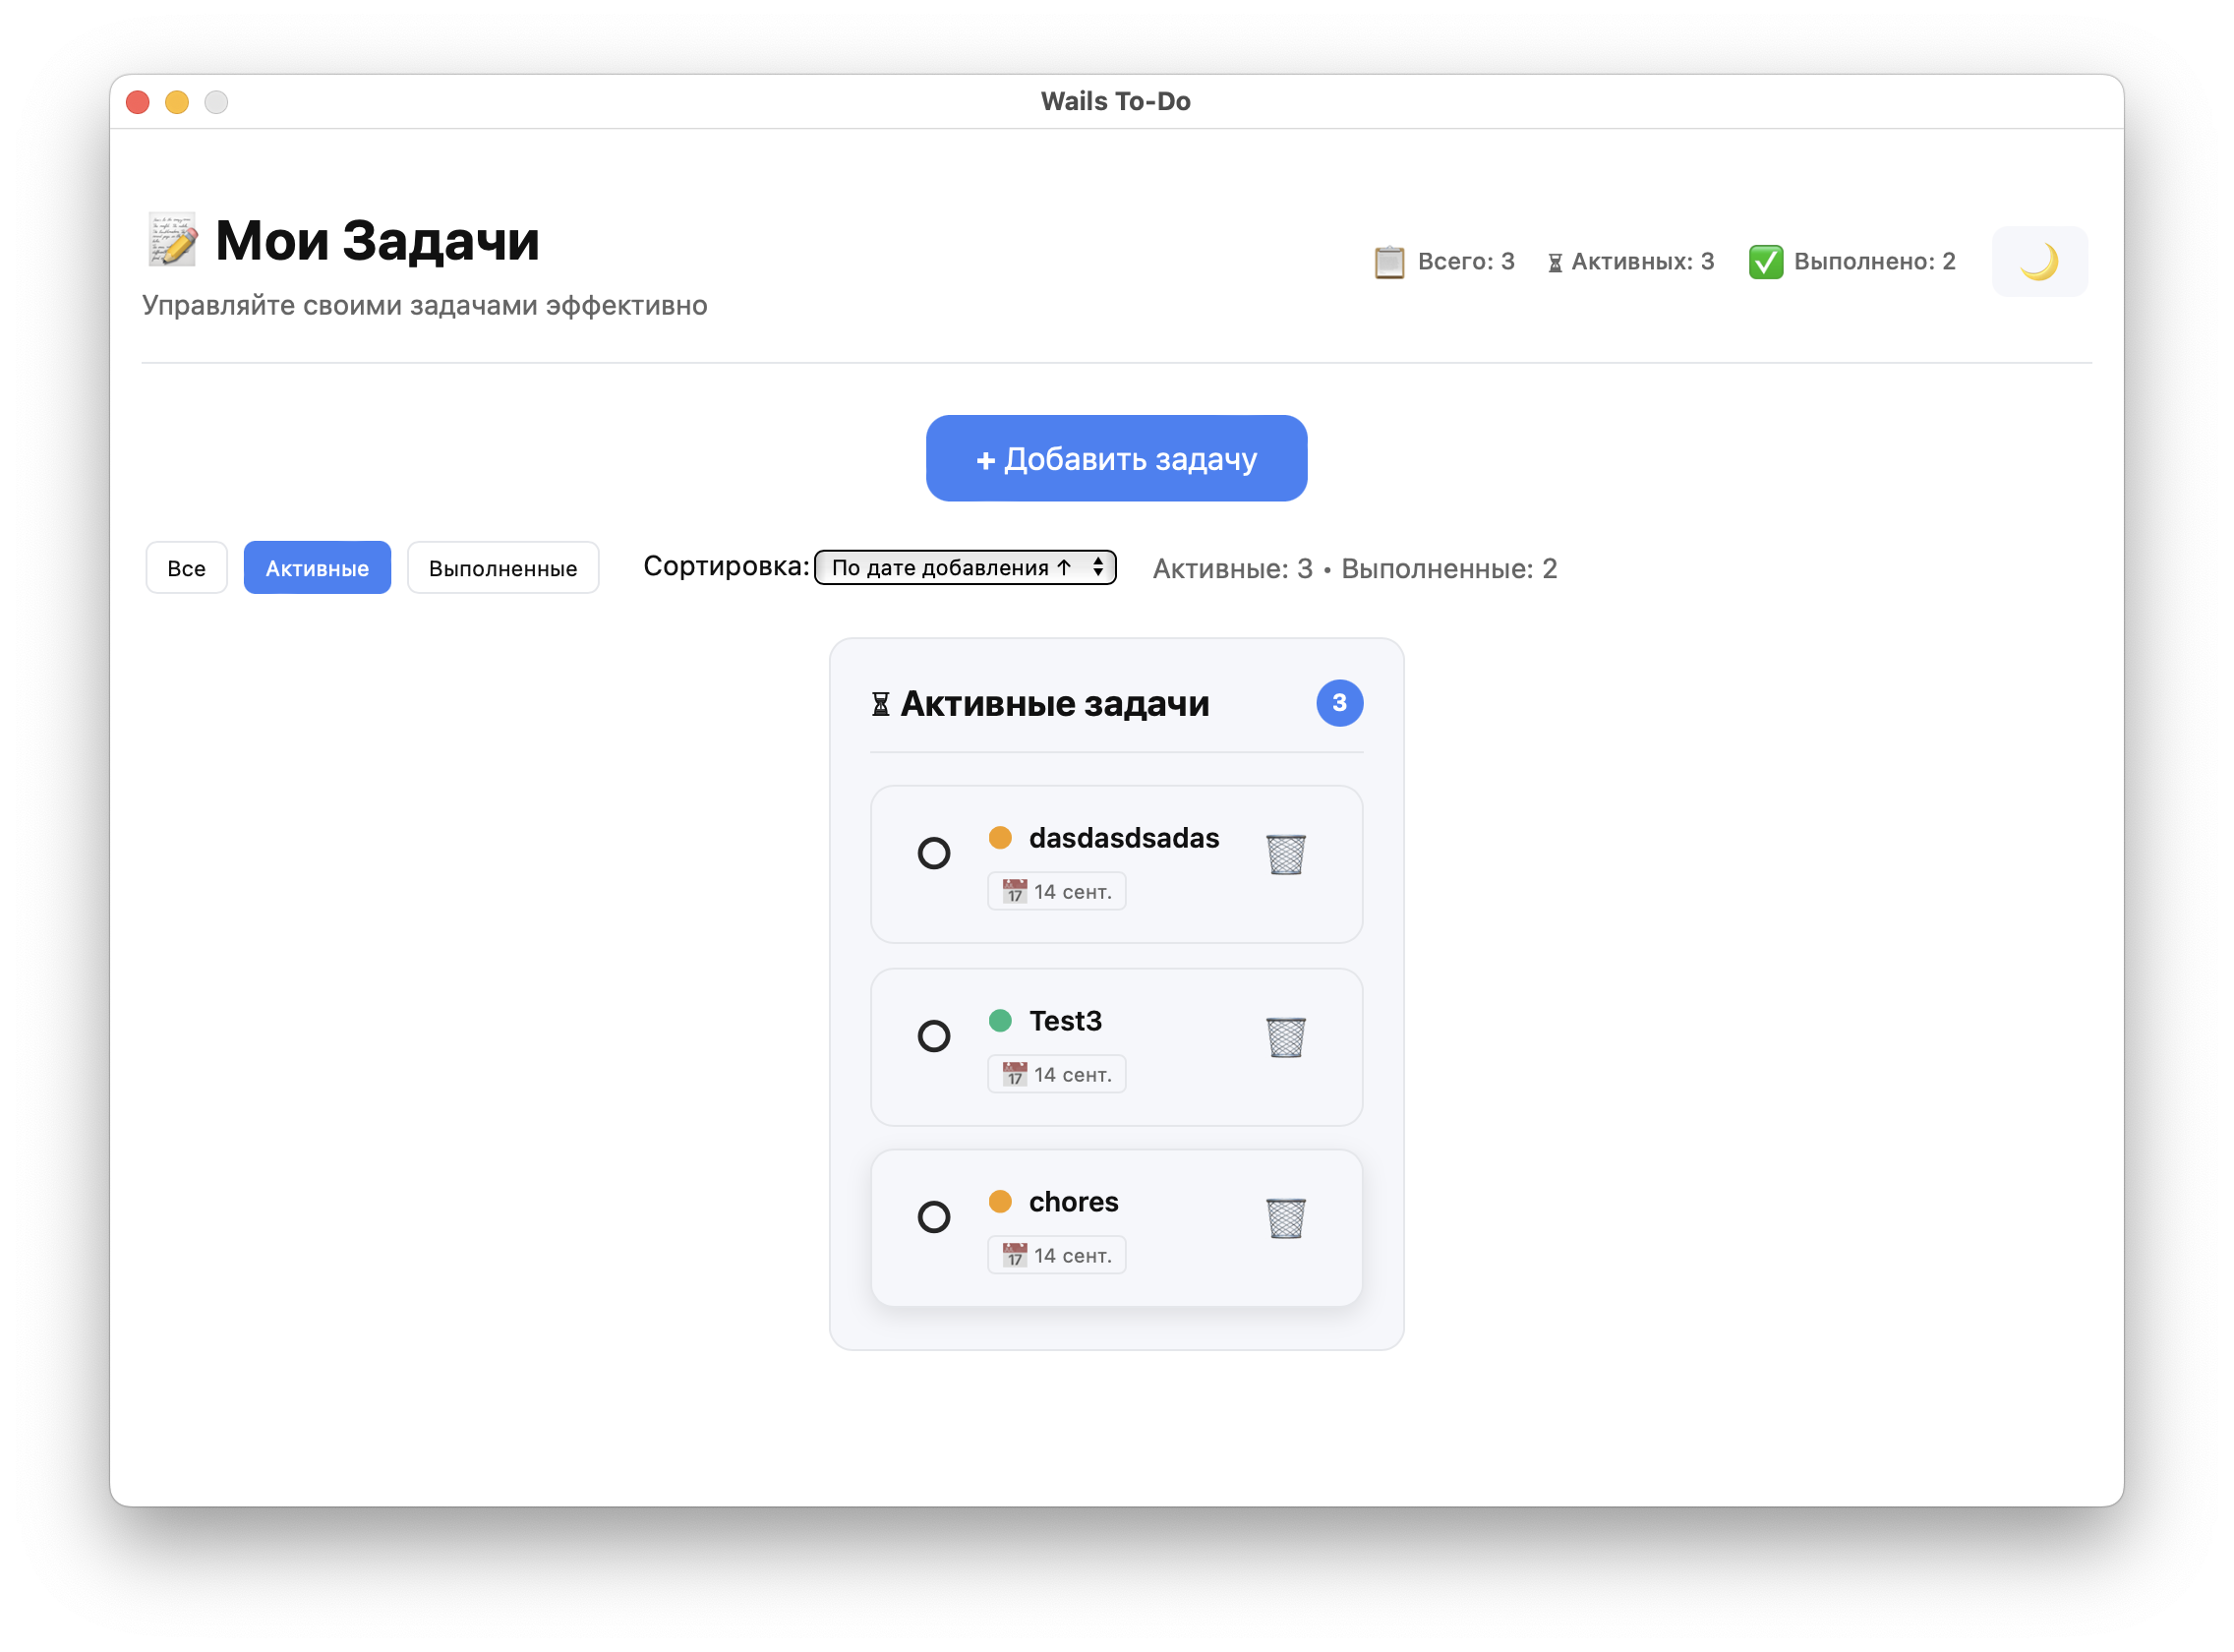 Wails To-Do
Мои Задачи
Управляйте своими задачами эффективно
Всего: 3 Активных: 3 Выполнено: 2
+ Добавить задачу
Все Активные Выполненные Сортировка: По дате добавления ↑ Активные: 3 • Выполненные: 2
Активные задачи 3
dasdasdsadas
17 14 сент.
Test3
17 14 сент.
chores
17 14 сент.